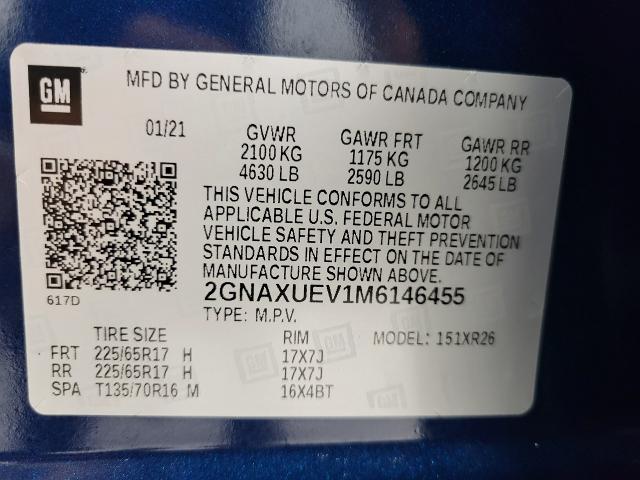 GM
MFD BY GENERAL MOTORS OF CANADA COMPANY
01/21 GVWR GAWR FRT GAWR RR
2100 KG 1175 KG 1200 KG
4630 LB 2590 LB 2645 LB
THIS VEHICLE CONFORMS TO ALL
APPLICABLE U.S. FEDERAL MOTOR
VEHICLE SAFETY AND THEFT PREVENTION
STANDARDS IN EFFECT ON THE DATE OF
MANUFACTURE SHOWN ABOVE.
617D
2GNAXUEV1M6146455
TYPE: M.P.V.
TIRE SIZE RIM MODEL: 151XR26
FRT 225/65R17 H 17X7J
RR 225/65R17 H 17X7J
SPA T135/70R16 M 16X4BT